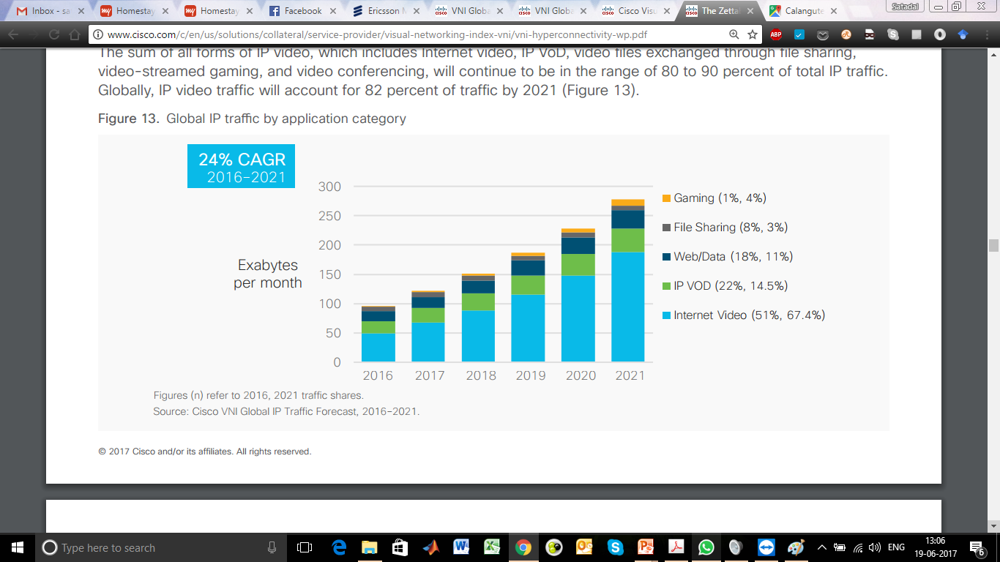 Inbox - sa
Homestay
Homestay
Facebook
Ericsson M
VNI Globa
VNI Globa
Cisco Visu
The Zetta
Calangute
Satadal
www.cisco.com/c/en/us/solutions/collateral/service-provider/visual-networking-index-vni/vni-hyperconnectivity-wp.pdf
ABP
The sum of all forms of IP video, which includes Internet video, IP VoD, video files exchanged through file sharing,
video-streamed gaming, and video conferencing, will continue to be in the range of 80 to 90 percent of total IP traffic.
Globally, IP video traffic will account for 82 percent of traffic by 2021 (Figure 13).
Figure 13. Global IP traffic by application category
24% CAGR
2016–2021
Exabytes
per month
300
250
200
150
100
50
0
2016 2017 2018 2019 2020 2021
Gaming (1%, 4%)
File Sharing (8%, 3%)
Web/Data (18%, 11%)
IP VOD (22%, 14.5%)
Internet Video (51%, 67.4%)
Figures (n) refer to 2016, 2021 traffic shares.
Source: Cisco VNI Global IP Traffic Forecast, 2016–2021.
© 2017 Cisco and/or its affiliates. All rights reserved.
Type here to search
ENG
13:06
19-06-2017
6